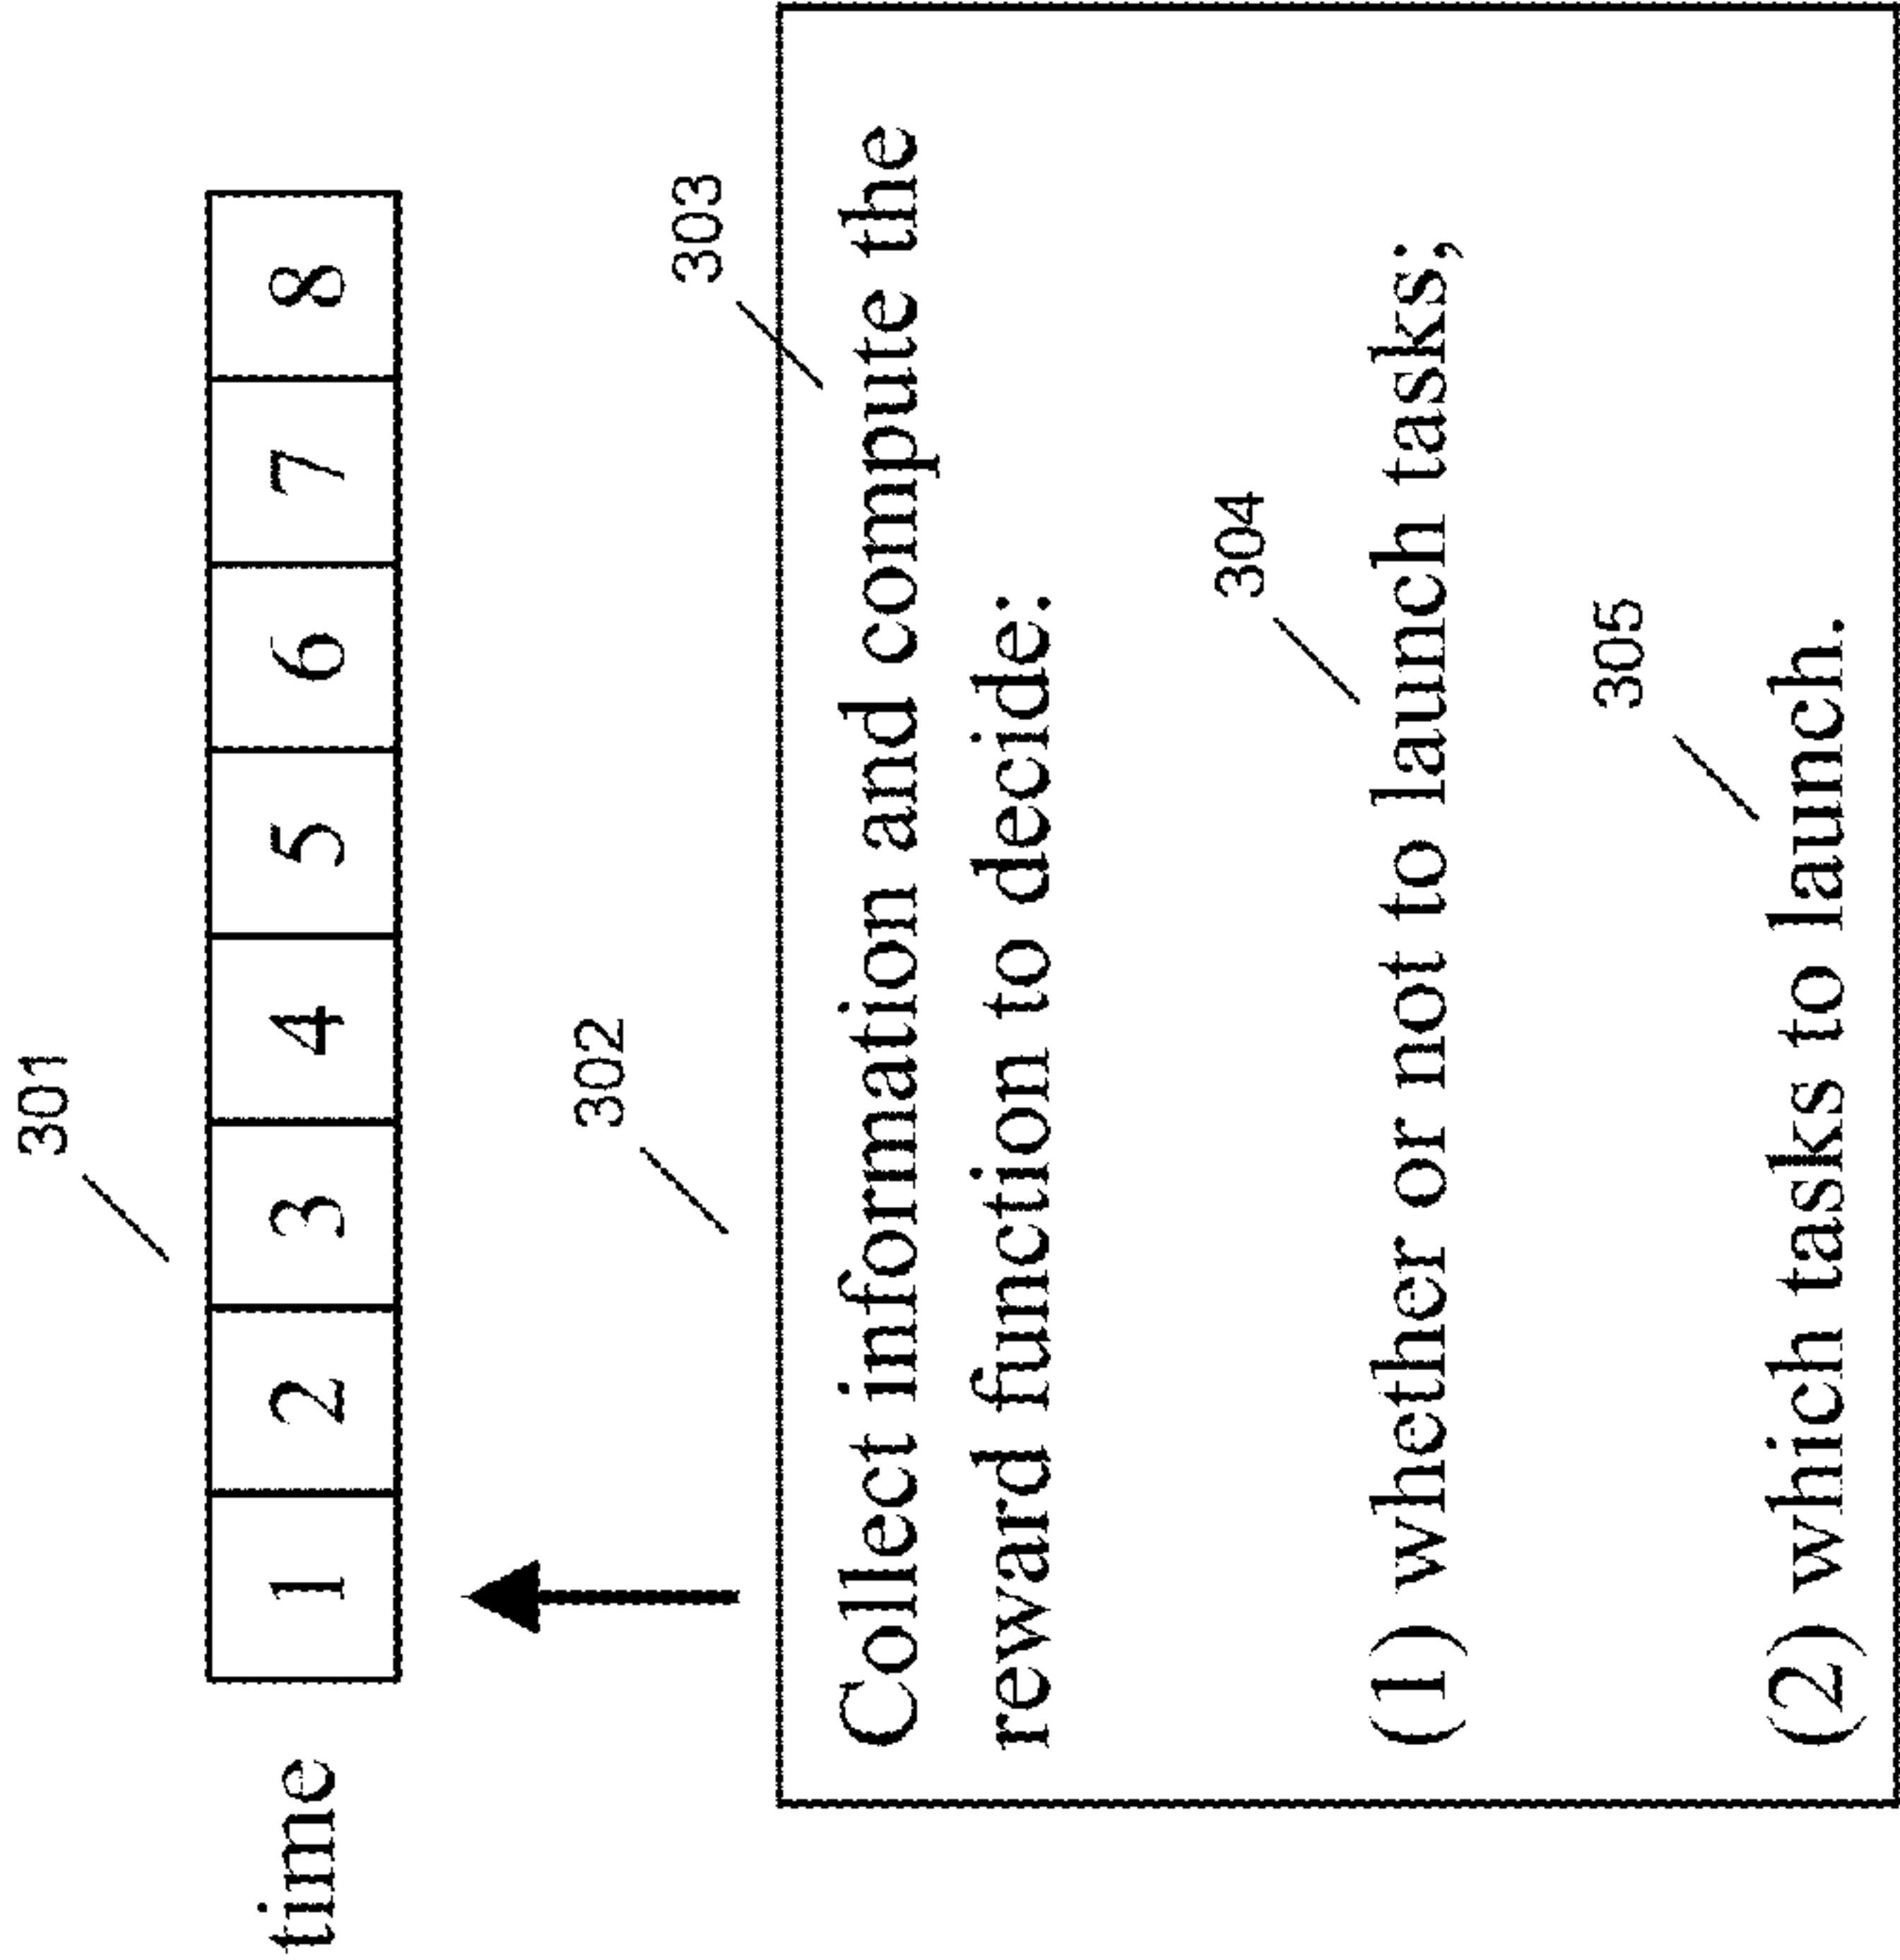 301
time 1 2 3 4 5 6 7 8
302
303
Collect information and compute the
reward function to decide:
304
(1) whether or not to launch tasks;
305
(2) which tasks to launch.